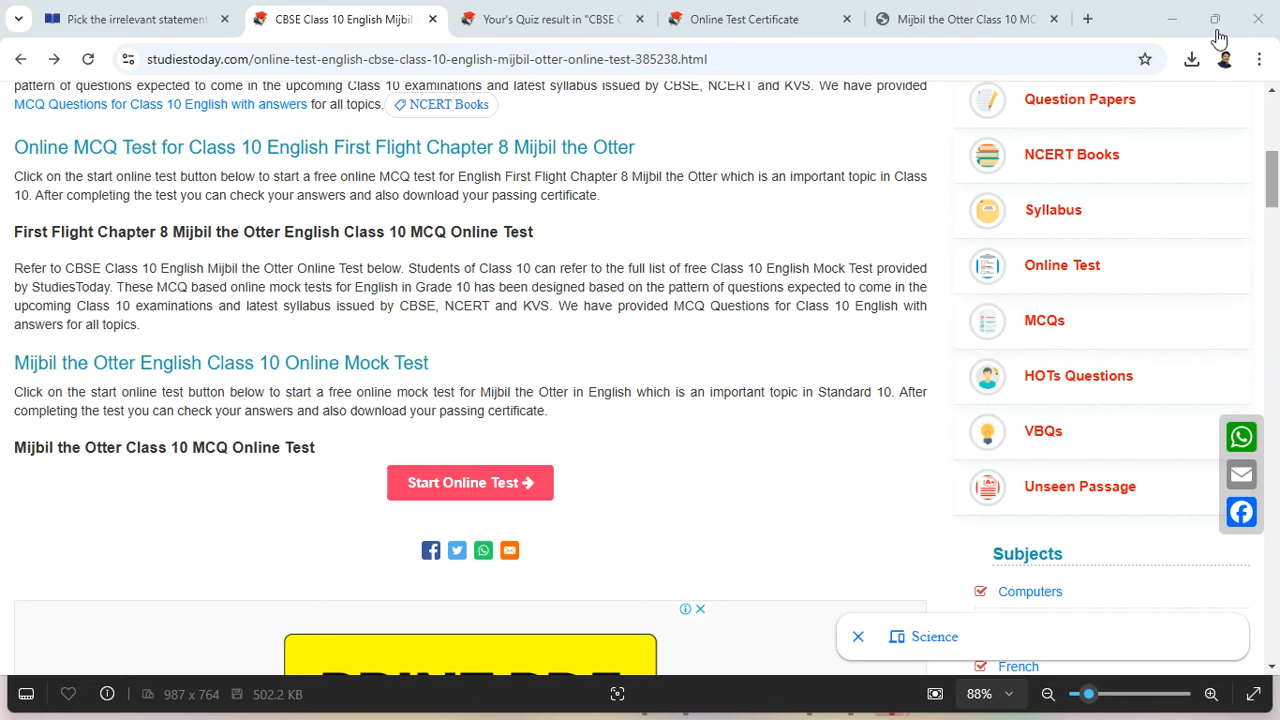 Pick the irrelevant statement
CBSE Class 10 English Mijbil
Your's Quiz result in "CBSE C
Online Test Certificate
Mijbil the Otter Class 10 MC
studiestoday.com/online-test-english-cbse-class-10-english-mijbil-otter-online-test-385238.html
pattern of questions expected to come in the upcoming Class 10 examinations and latest syllabus issued by CBSE, NCERT and KVS. We have provided
MCQ Questions for Class 10 English with answers for all topics. NCERT Books
Online MCQ Test for Class 10 English First Flight Chapter 8 Mijbil the Otter
Click on the start online test button below to start a free online MCQ test for English First Flight Chapter 8 Mijbil the Otter which is an important topic in Class
10. After completing the test you can check your answers and also download your passing certificate.
First Flight Chapter 8 Mijbil the Otter English Class 10 MCQ Online Test
Refer to CBSE Class 10 English Mijbil the Otter Online Test below. Students of Class 10 can refer to the full list of free Class 10 English Mock Test provided
by StudiesToday. These MCQ based online mock tests for English in Grade 10 has been designed based on the pattern of questions expected to come in the
upcoming Class 10 examinations and latest syllabus issued by CBSE, NCERT and KVS. We have provided MCQ Questions for Class 10 English with
answers for all topics.
Mijbil the Otter English Class 10 Online Mock Test
Click on the start online test button below to start a free online mock test for Mijbil the Otter in English which is an important topic in Standard 10. After
completing the test you can check your answers and also download your passing certificate.
Mijbil the Otter Class 10 MCQ Online Test
Start Online Test
Question Papers
NCERT Books
Syllabus
Online Test
MCQs
HOTs Questions
VBQs
Unseen Passage
Subjects
Computers
Science
French
987 x 764
502.2 KB
88%